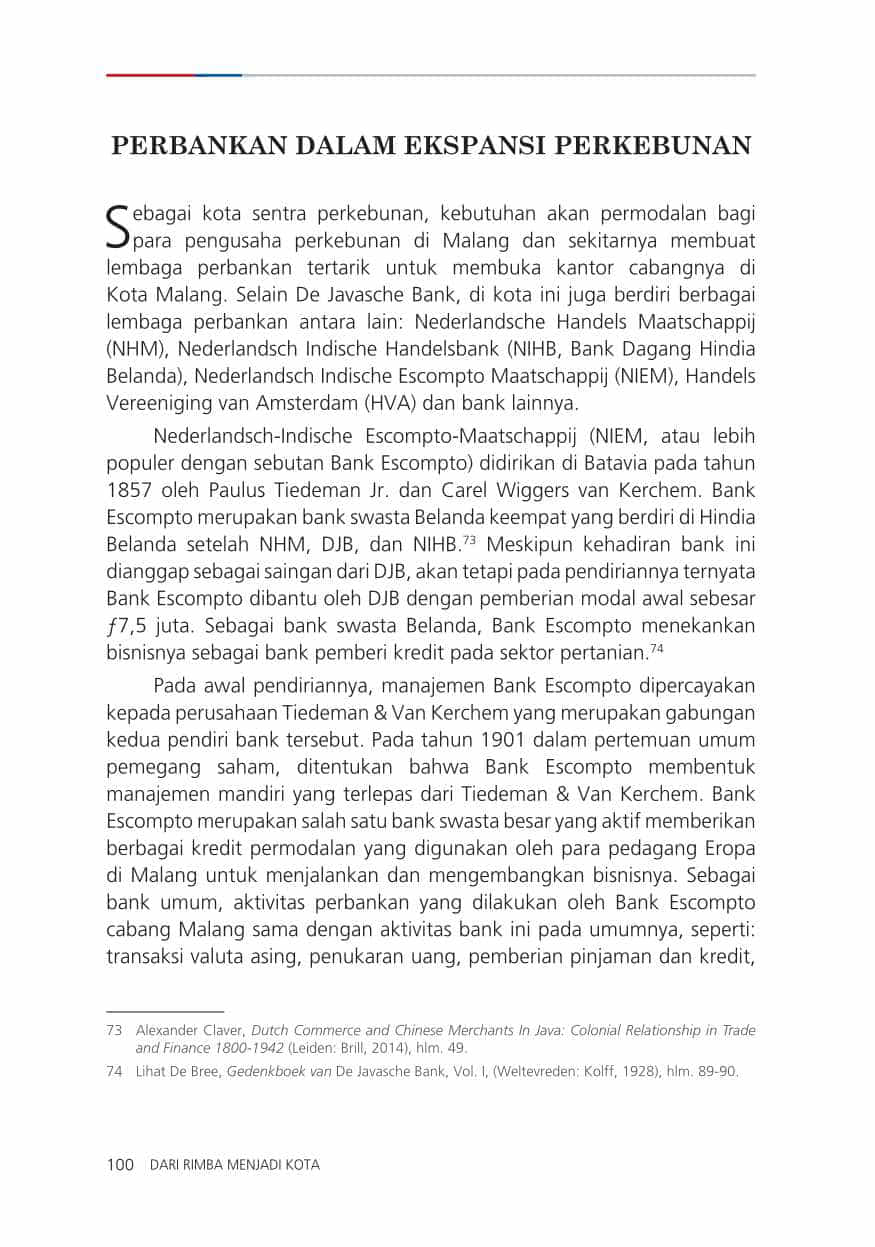 PERBANKAN DALAM EKSPANSI PERKEBUNAN
Sebagai kota sentra perkebunan, kebutuhan akan permodalan bagi
para pengusaha perkebunan di Malang dan sekitarnya membuat
lembaga perbankan tertarik untuk membuka kantor cabangnya di
Kota Malang. Selain De Javasche Bank, di kota ini juga berdiri berbagai
lembaga perbankan antara lain: Nederlandsche Handels Maatschappij
(NHM), Nederlandsch Indische Handelsbank (NIHB, Bank Dagang Hindia
Belanda), Nederlandsch Indische Escompto Maatschappij (NIEM), Handels
Vereeniging van Amsterdam (HVA) dan bank lainnya.
Nederlandsch-Indische Escompto-Maatschappij (NIEM, atau lebih
populer dengan sebutan Bank Escompto) didirikan di Batavia pada tahun
1857 oleh Paulus Tiedeman Jr. dan Carel Wiggers van Kerchem. Bank
Escompto merupakan bank swasta Belanda keempat yang berdiri di Hindia
Belanda setelah NHM, DJB, dan NIHB.73 Meskipun kehadiran bank ini
dianggap sebagai saingan dari DJB, akan tetapi pada pendiriannya ternyata
Bank Escompto dibantu oleh DJB dengan pemberian modal awal sebesar
ƒ7,5 juta. Sebagai bank swasta Belanda, Bank Escompto menekankan
bisnisnya sebagai bank pemberi kredit pada sektor pertanian.74
Pada awal pendiriannya, manajemen Bank Escompto dipercayakan
kepada perusahaan Tiedeman & Van Kerchem yang merupakan gabungan
kedua pendiri bank tersebut. Pada tahun 1901 dalam pertemuan umum
pemegang saham, ditentukan bahwa Bank Escompto membentuk
manajemen mandiri yang terlepas dari Tiedeman & Van Kerchem. Bank
Escompto merupakan salah satu bank swasta besar yang aktif memberikan
berbagai kredit permodalan yang digunakan oleh para pedagang Eropa
di Malang untuk menjalankan dan mengembangkan bisnisnya. Sebagai
bank umum, aktivitas perbankan yang dilakukan oleh Bank Escompto
cabang Malang sama dengan aktivitas bank ini pada umumnya, seperti:
transaksi valuta asing, penukaran uang, pemberian pinjaman dan kredit,
73 Alexander Claver, Dutch Commerce and Chinese Merchants In Java: Colonial Relationship in Trade
and Finance 1800-1942 (Leiden: Brill, 2014), hlm. 49.
74 Lihat De Bree, Gedenkboek van De Javasche Bank, Vol. I, (Weltevreden: Kolff, 1928), hlm. 89-90.
100 DARI RIMBA MENJADI KOTA